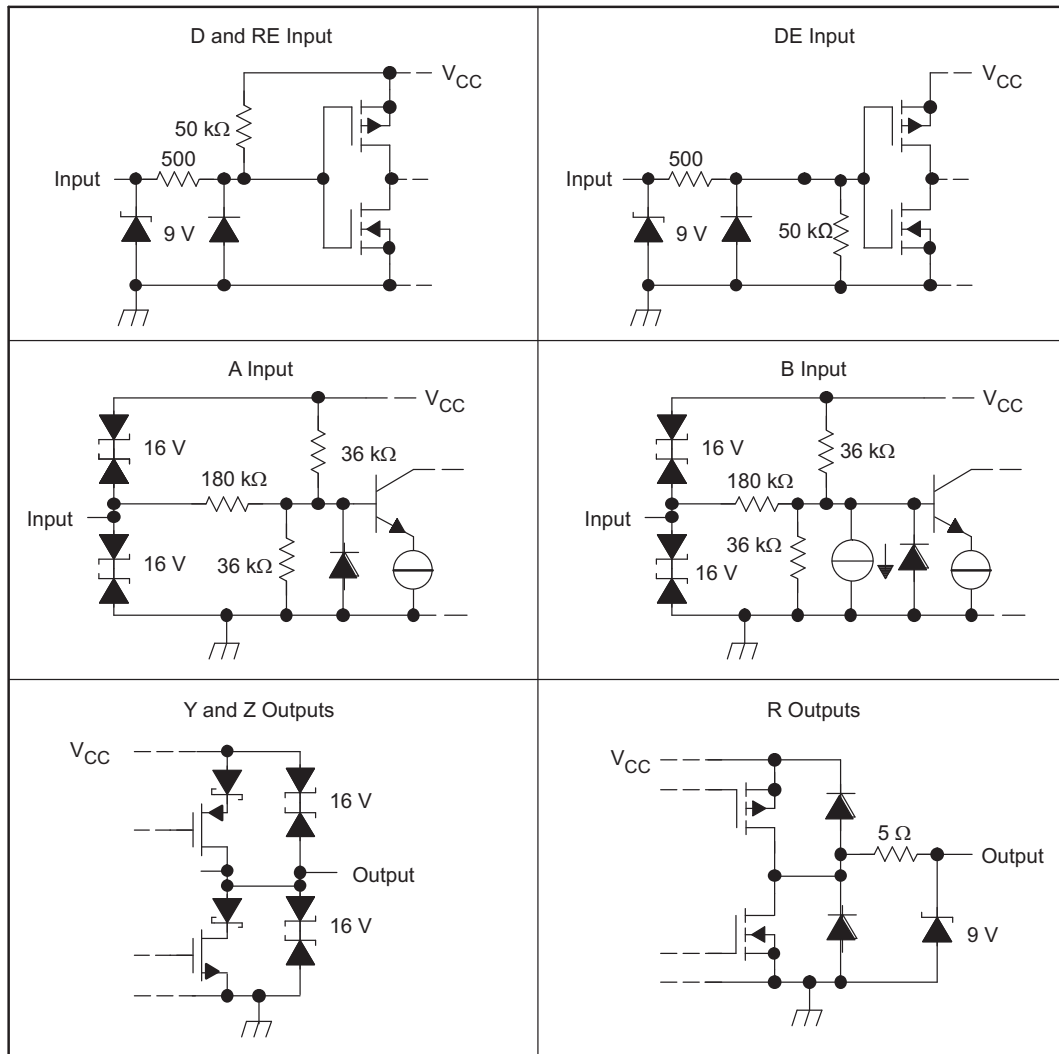 D and RE Input
V_CC
50 kΩ
500
Input
9 V
DE Input
V_CC
500
Input
9 V
50 kΩ
A Input
V_CC
16 V
36 kΩ
180 kΩ
Input
16 V
36 kΩ
B Input
V_CC
16 V
36 kΩ
180 kΩ
Input
36 kΩ
16 V
Y and Z Outputs
V_CC
16 V
Output
16 V
R Outputs
V_CC
5 Ω
Output
9 V